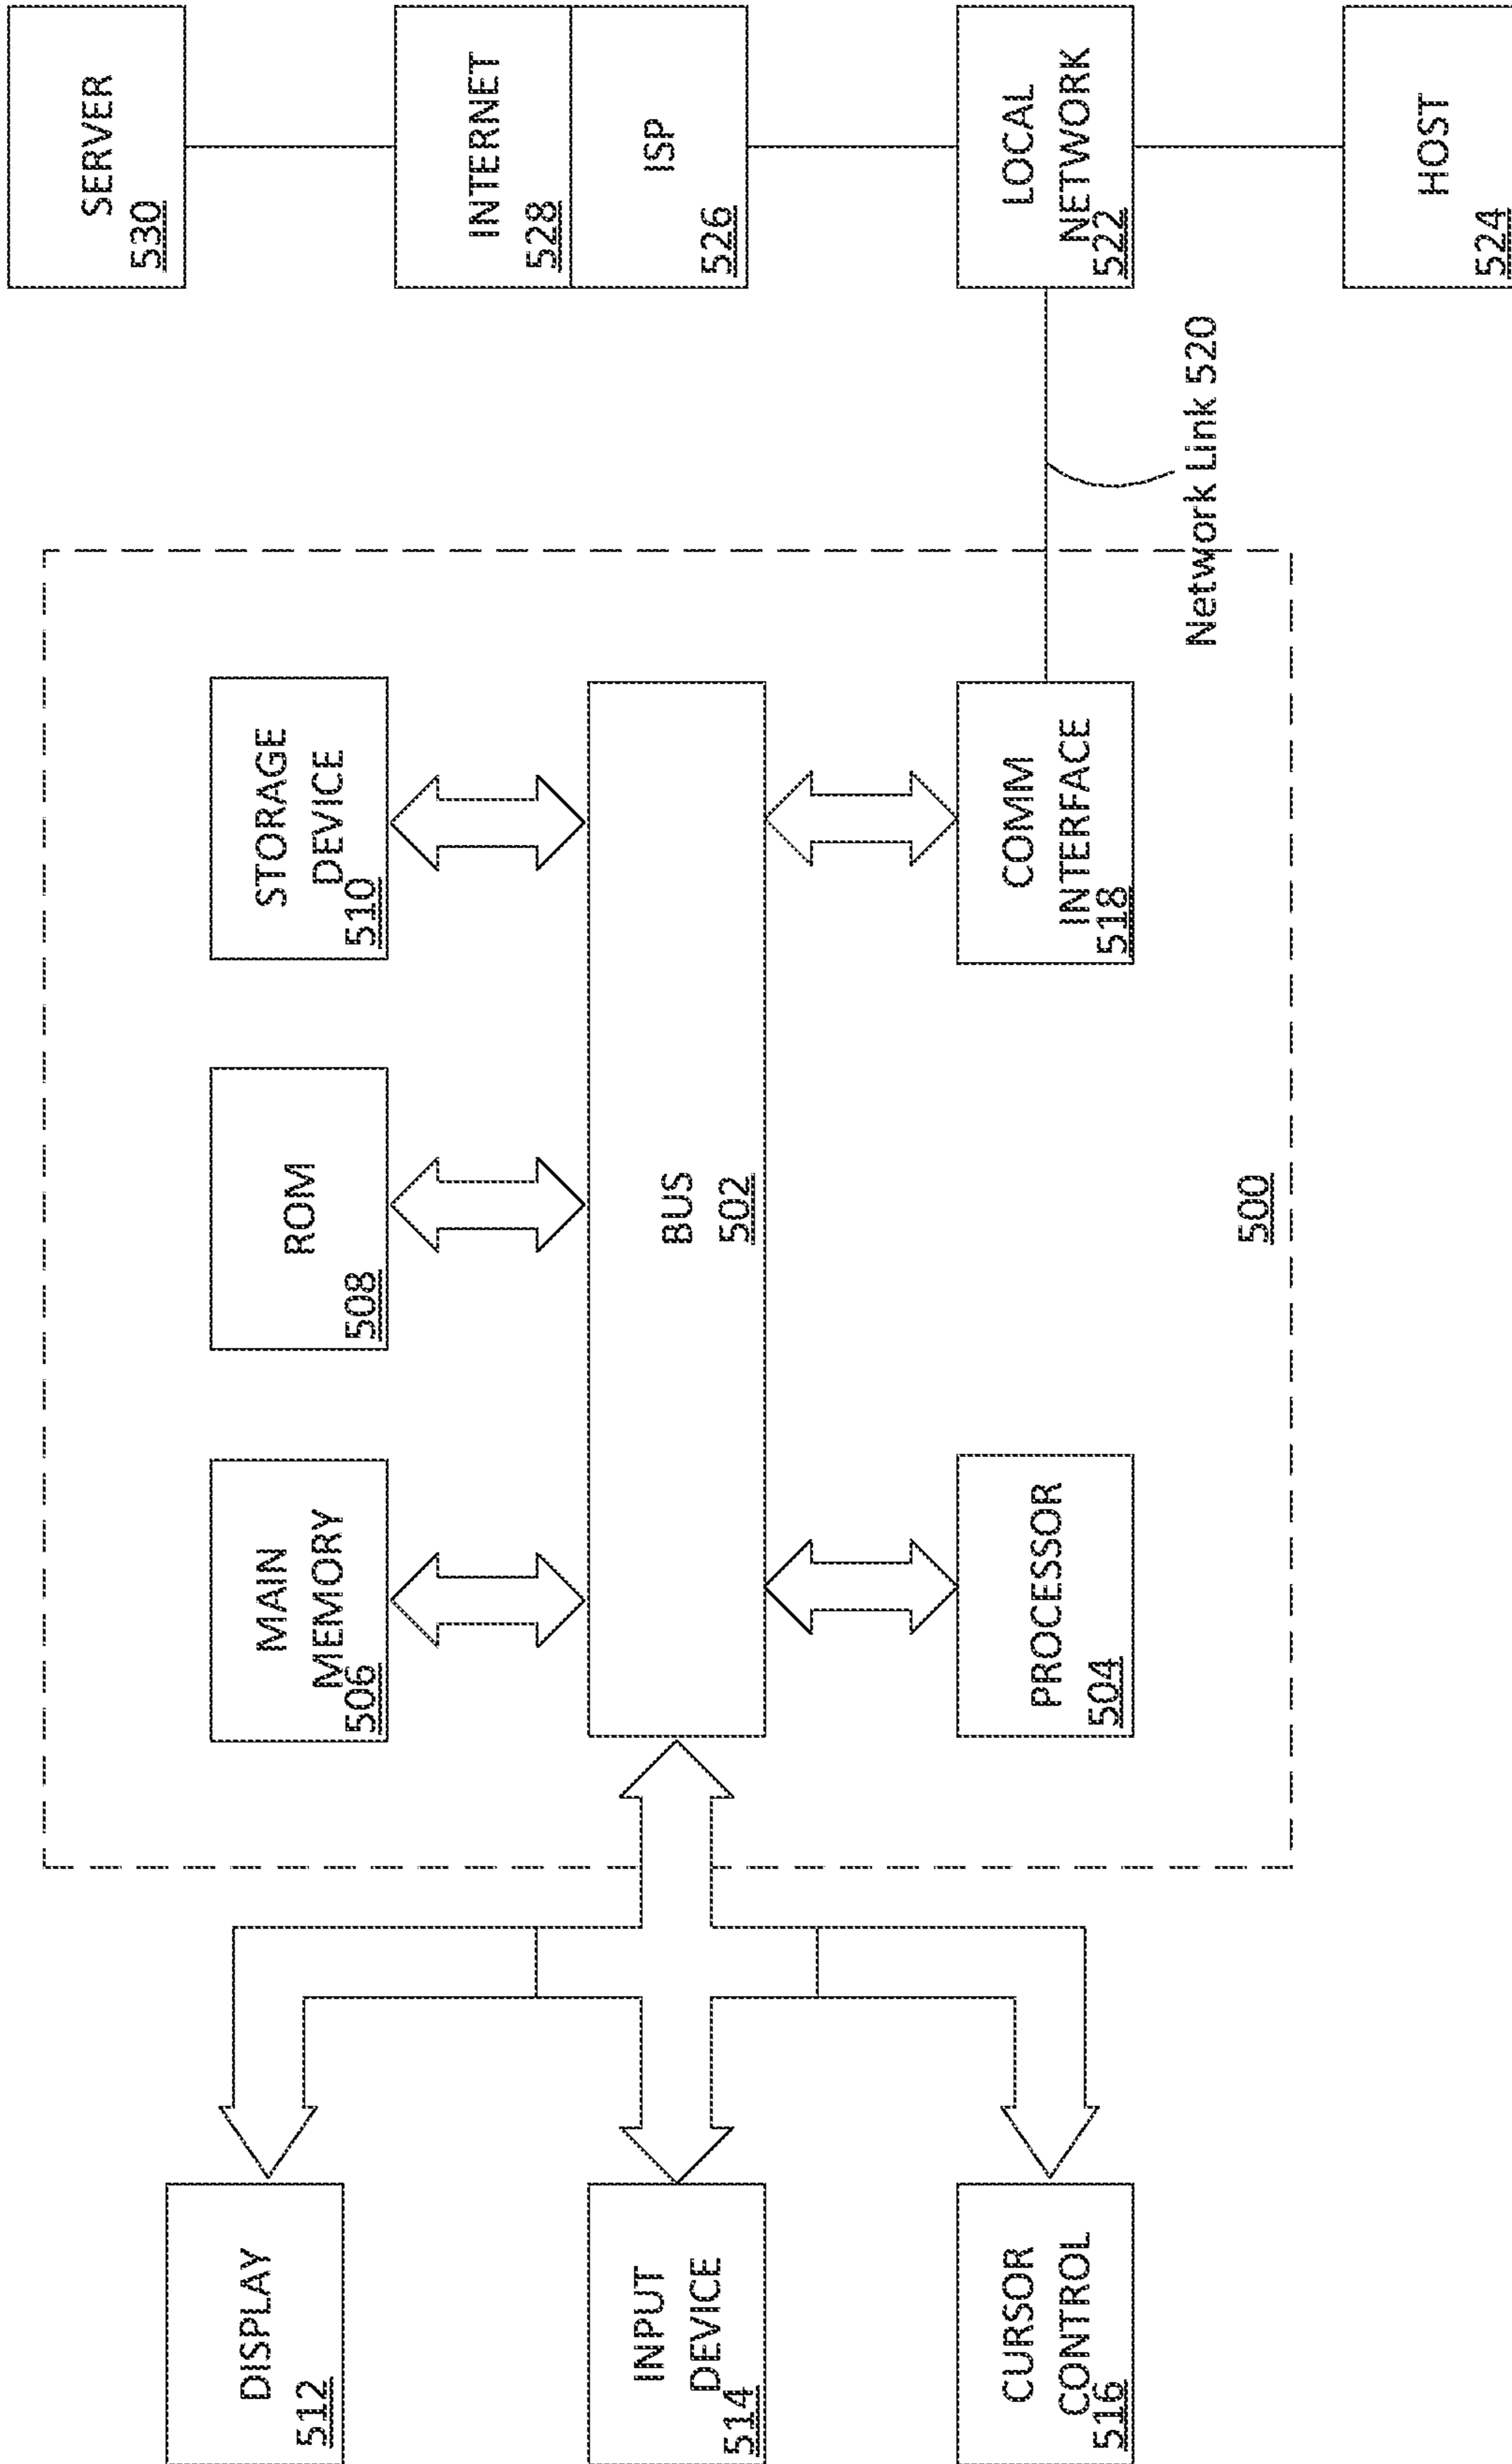 DISPLAY
512
MAIN
MEMORY
506
ROM
508
STORAGE
DEVICE
510
SERVER
530
INTERNET
528
INPUT
DEVICE
514
BUS
502
ISP
526
CURSOR
CONTROL
516
PROCESSOR
504
COMM
INTERFACE
518
LOCAL
NETWORK
522
Network Link 520
500
HOST
524